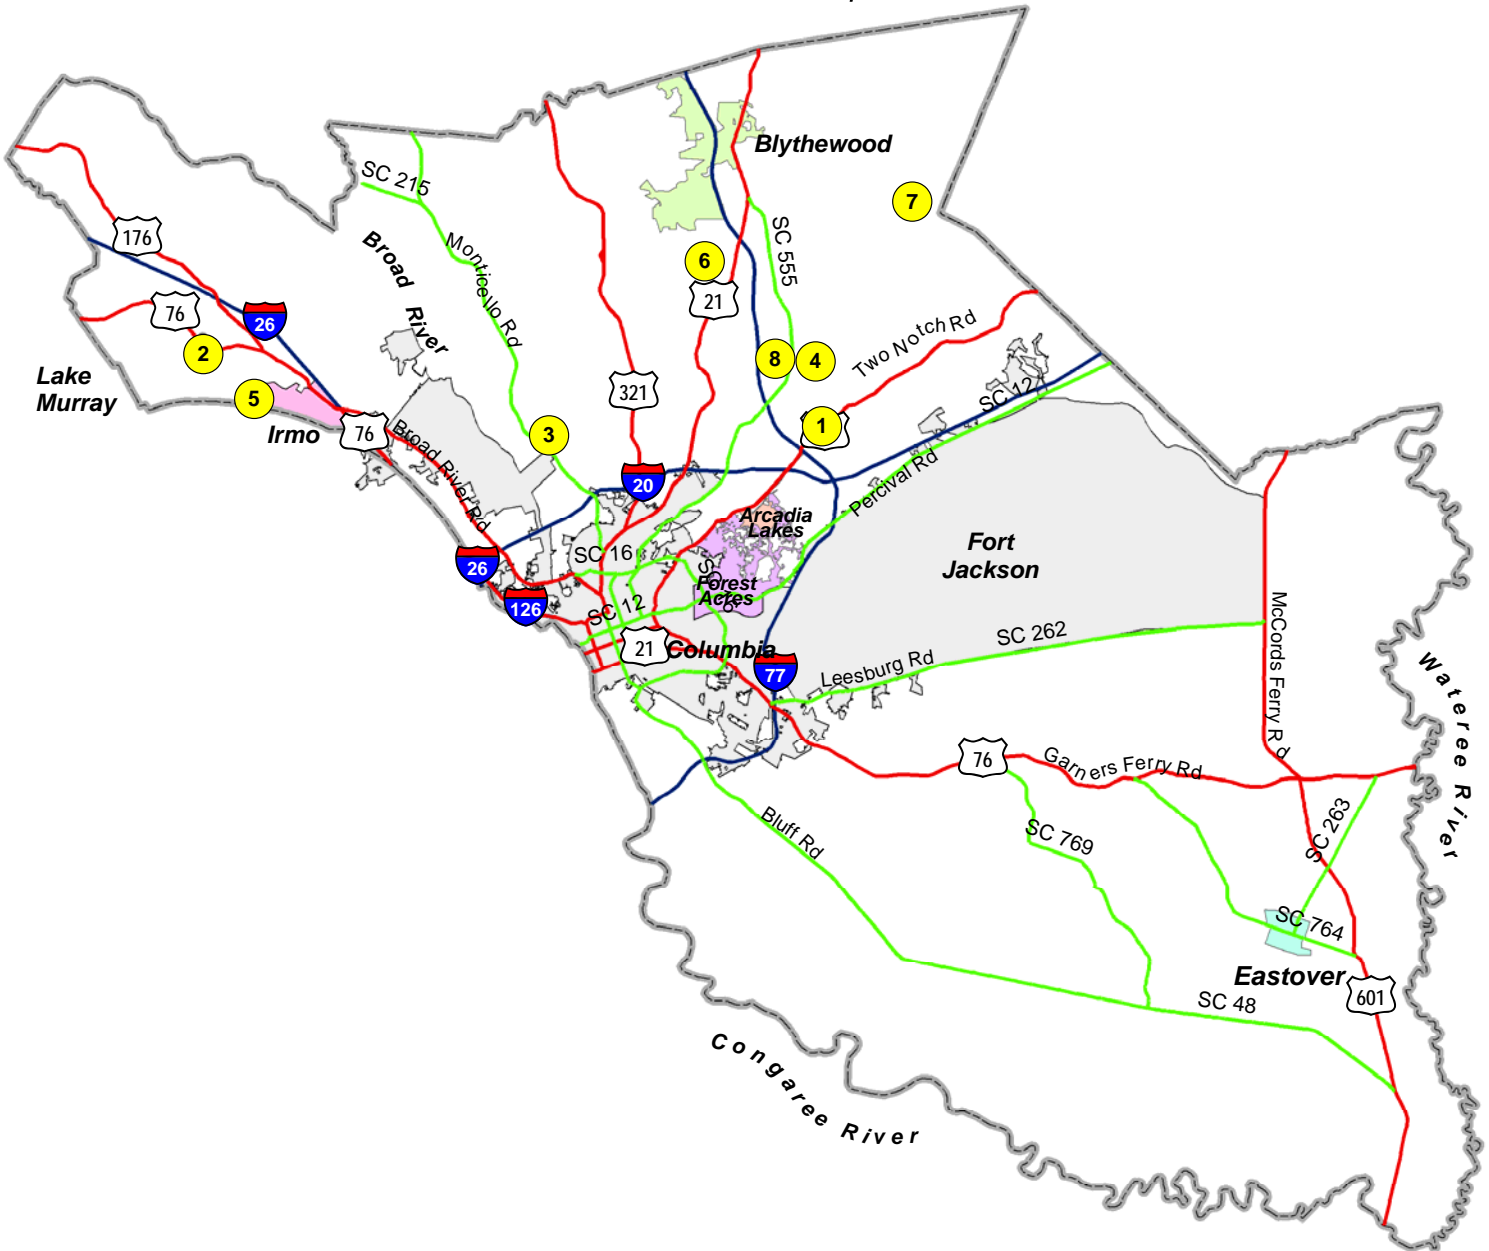 Blythewood
SC 215
7
176
Broad River
Monticello Rd
SC 555
6
21
76
26
2
8
4
Two Notch Rd
Lake
Murray
5
321
SC 12
Irmo
76
Broad River Rd
3
1
20
Percival Rd
Arcadia
Lakes
Fort
Jackson
SC 16
26
Forest
Acres
126
SC 12
McCords Ferry Rd
21
Columbia
SC 262
77
Leesburg Rd
Wateree River
76
Garners Ferry Rd
Bluff Rd
SC 769
SC 263
SC 764
Eastover
601
SC 48
Congaree River